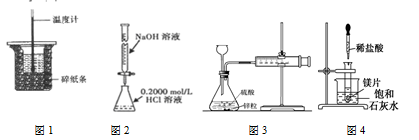 温度计
碎纸条
图 1
NaOH 溶液
0.2000 mol/L
HCl 溶液
图 2
硫酸
锌粒
图 3
稀盐酸
镁片
饱和
石灰水
图 4